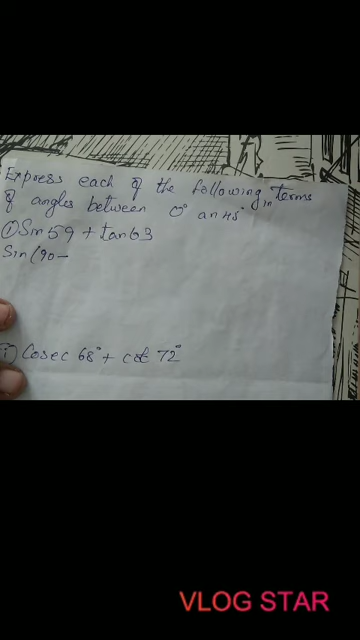 Express each of the following in terms
of angles between 0° an 45°
① Sin 59 + tan 63
Sin (90 -
ⅰ) Cosec 68° + cot 72°
VLOG STAR